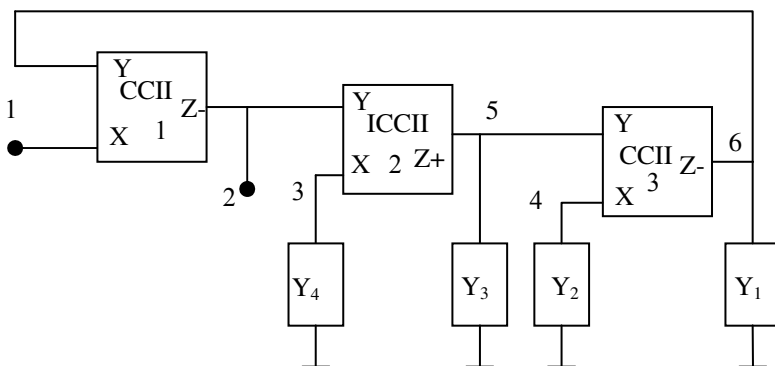 1
Y
CCII
Z-
X
1
2
Y
ICCII
X
2
Z+
3
5
Y
CCII
Z-
X
3
4
6
Y₄
Y₃
Y₂
Y₁